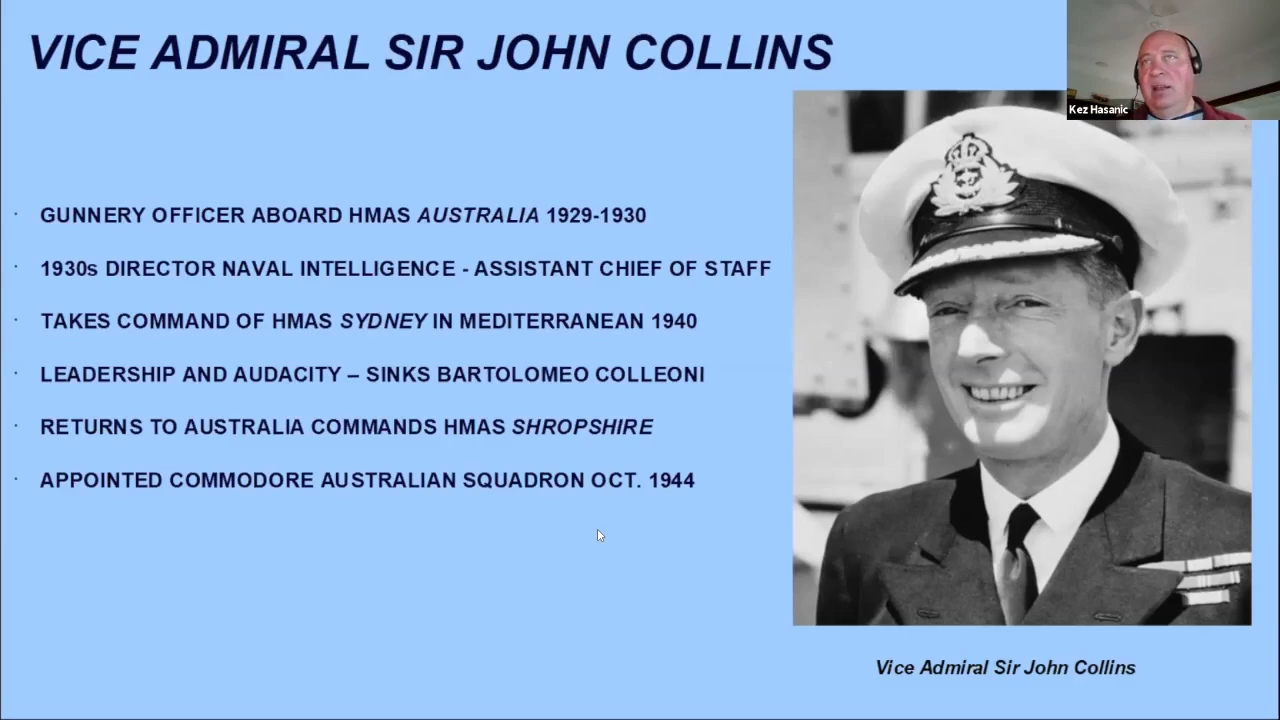 VICE ADMIRAL SIR JOHN COLLINS
Kez Hasanic
· GUNNERY OFFICER ABOARD HMAS AUSTRALIA 1929-1930
· 1930s DIRECTOR NAVAL INTELLIGENCE - ASSISTANT CHIEF OF STAFF
· TAKES COMMAND OF HMAS SYDNEY IN MEDITERRANEAN 1940
· LEADERSHIP AND AUDACITY – SINKS BARTOLOMEO COLLEONI
· RETURNS TO AUSTRALIA COMMANDS HMAS SHROPSHIRE
· APPOINTED COMMODORE AUSTRALIAN SQUADRON OCT. 1944
Vice Admiral Sir John Collins